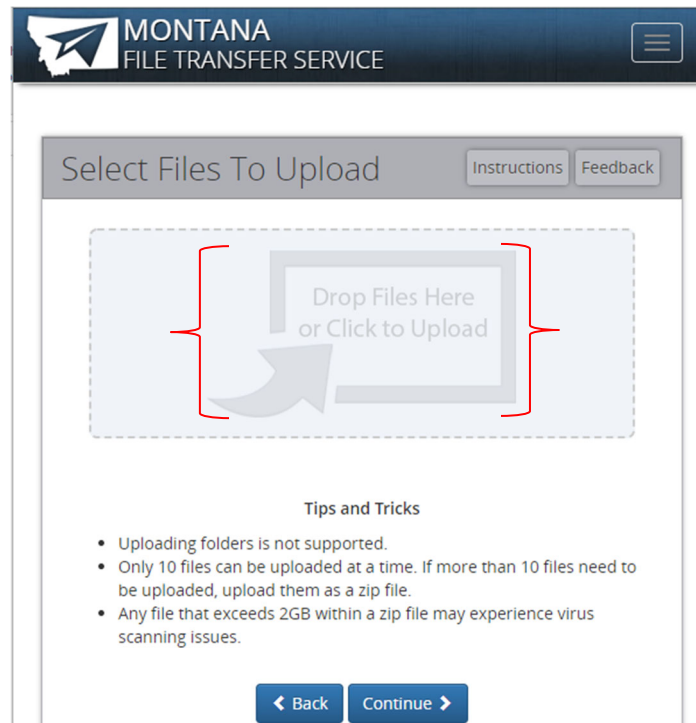 MONTANA
FILE TRANSFER SERVICE
Select Files To Upload
Instructions
Feedback
Drop Files Here
or Click to Upload
Tips and Tricks
• Uploading folders is not supported.
• Only 10 files can be uploaded at a time. If more than 10 files need to
be uploaded, upload them as a zip file.
• Any file that exceeds 2GB within a zip file may experience virus
scanning issues.
Back
Continue